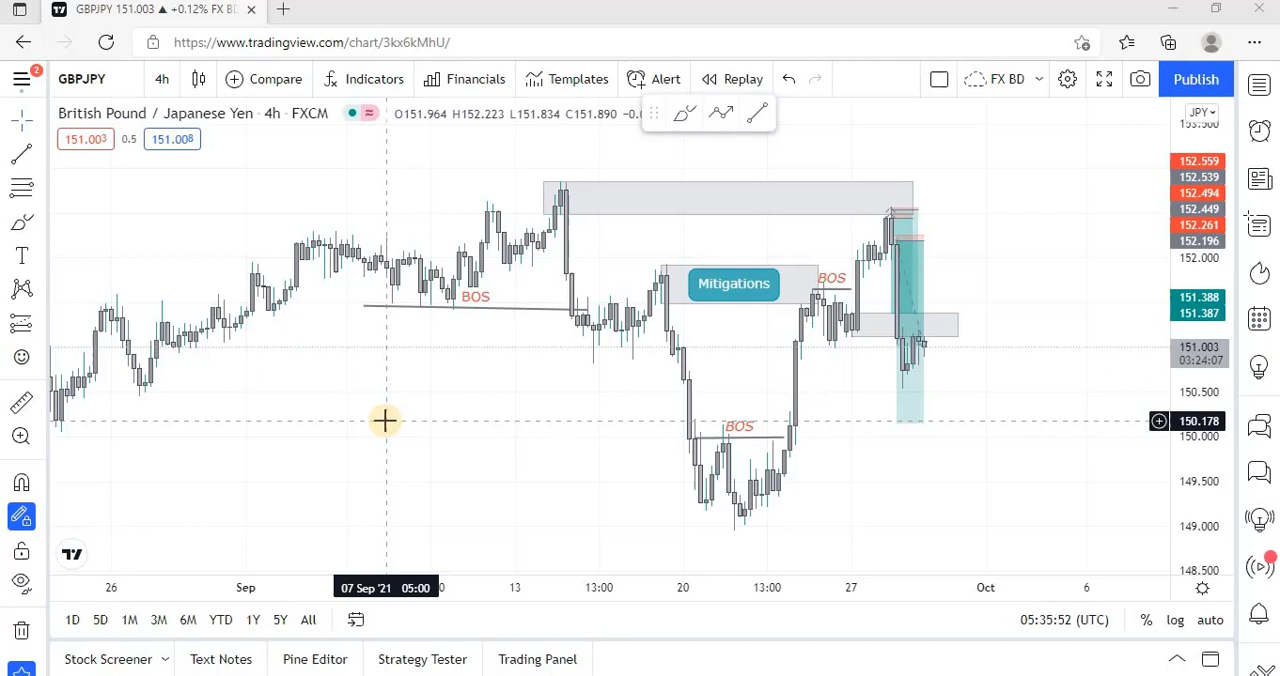 GBPJPY 151.003 ▲ +0.12% FX BD
https://www.tradingview.com/chart/3kx6kMhU/
2
GBPJPY 4h Compare Indicators Financials Templates Alert Replay FX BD Publish
British Pound / Japanese Yen · 4h · FXCM O151.964 H152.223 L151.834 C151.890
JPY
151.003 0.5 151.008
153.500
152.559
152.539
152.494
152.449
152.261
152.196
152.000
BOS
Mitigations
BOS
151.388
151.387
151.003
03:24:07
150.500
150.178
BOS
150.000
149.500
149.000
148.500
26 Sep 07 Sep '21 05:00 13 13:00 20 13:00 27 Oct 6
1D 5D 1M 3M 6M YTD 1Y 5Y All 05:35:52 (UTC) % log auto
Stock Screener Text Notes Pine Editor Strategy Tester Trading Panel